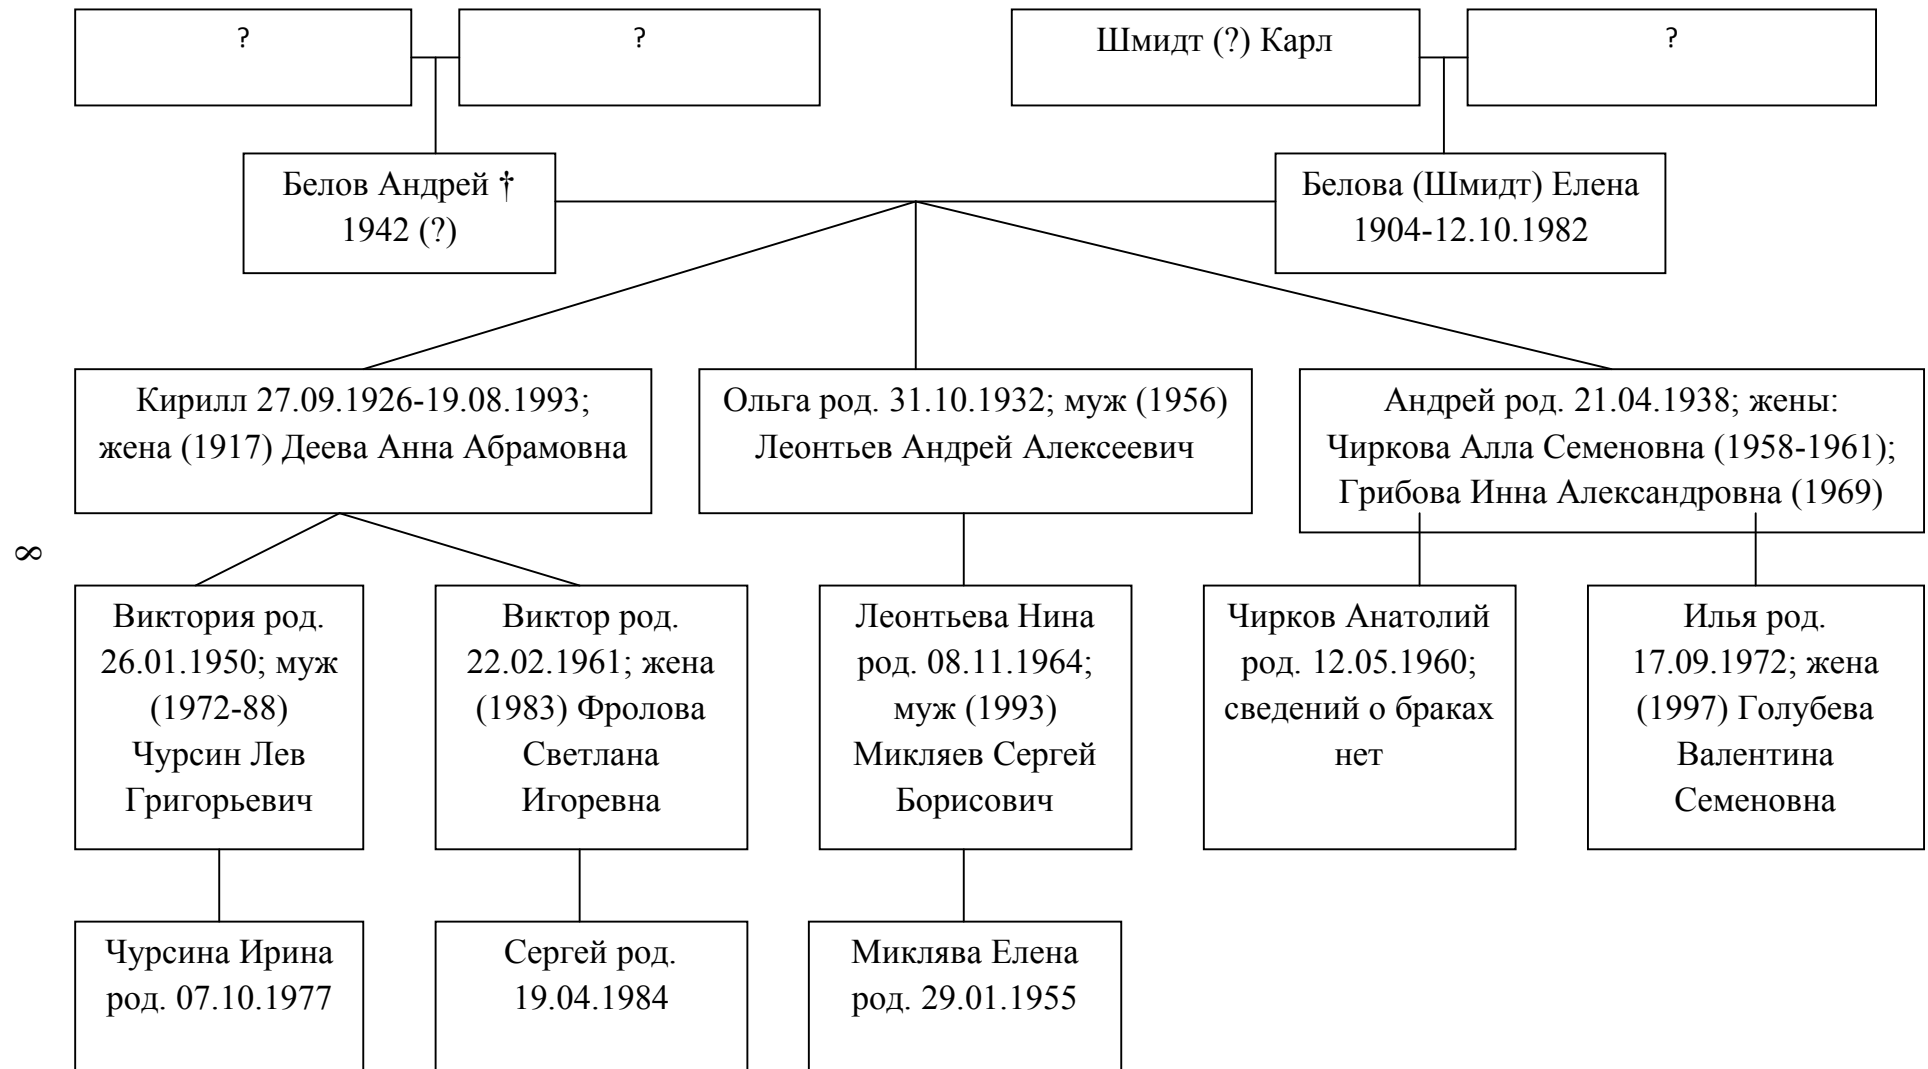 ?
?
Шмидт (?) Карл
?
Белов Андрей †
1942 (?)
Белова (Шмидт) Елена
1904-12.10.1982
Кирилл 27.09.1926-19.08.1993;
жена (1917) Деева Анна Абрамовна
Ольга род. 31.10.1932; муж (1956)
Леонтьев Андрей Алексеевич
Андрей род. 21.04.1938; жены:
Чиркова Алла Семеновна (1958-1961);
Грибова Инна Александровна (1969)
8
Виктория род.
26.01.1950; муж
(1972-88)
Чурсин Лев
Григорьевич
Виктор род.
22.02.1961; жена
(1983) Фролова
Светлана
Игоревна
Леонтьева Нина
род. 08.11.1964;
муж (1993)
Микляев Сергей
Борисович
Чирков Анатолий
род. 12.05.1960;
сведений о браках
нет
Илья род.
17.09.1972; жена
(1997) Голубева
Валентина
Семеновна
Чурсина Ирина
род. 07.10.1977
Сергей род.
19.04.1984
Миклява Елена
род. 29.01.1955